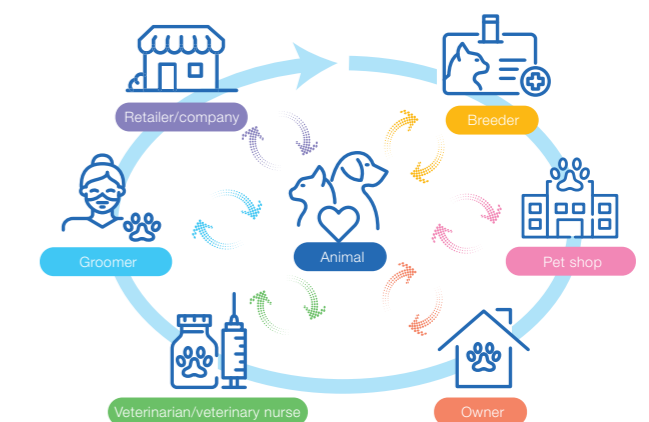 Retailer/company
Breeder
Groomer
Animal
Pet shop
Veterinarian/veterinary nurse
Owner